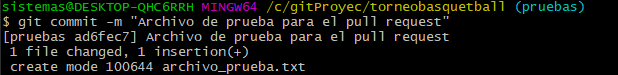 sistemas@DESKTOP-QHC6RRH MINGW64 /c/gitProyec/torneobasquetball (pruebas)
$ git commit -m "Archivo de prueba para el pull request"
[pruebas ad6fec7] Archivo de prueba para el pull request
 1 file changed, 1 insertion(+)
 create mode 100644 archivo_prueba.txt